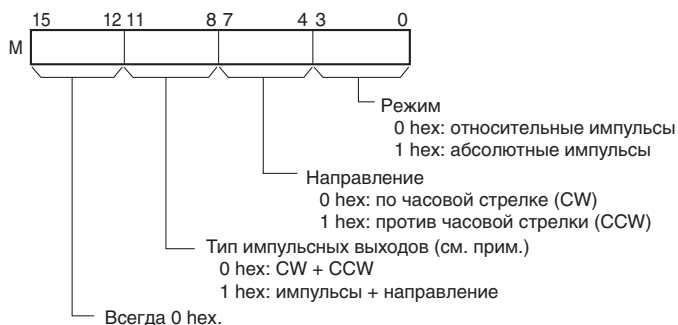 15 12 11 8 7 4 3 0
М
Режим
0 hex: относительные импульсы
1 hex: абсолютные импульсы
Направление
0 hex: по часовой стрелке (CW)
1 hex: против часовой стрелки (CCW)
Тип импульсных выходов (см. прим.)
0 hex: CW + CCW
1 hex: импульсы + направление
Всегда 0 hex.